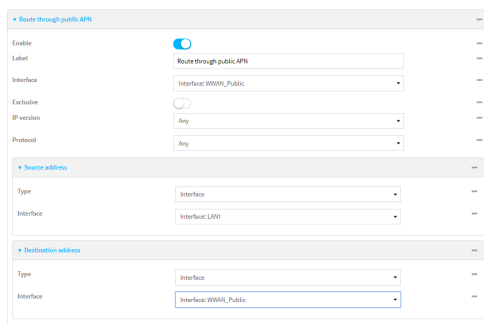 Route through public APN
Enable
Label Route through public APN
Interface Interface: WWAN_Public
Exclusive
IP version Any
Protocol Any
Source address
Type Interface
Interface Interface: LAN1
Destination address
Type Interface
Interface Interface: WWAN_Public